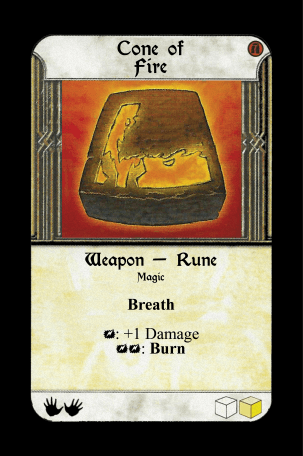 Cone of
Fire
Weapon – Rune
Magic
Breath
: +1 Damage
: Burn